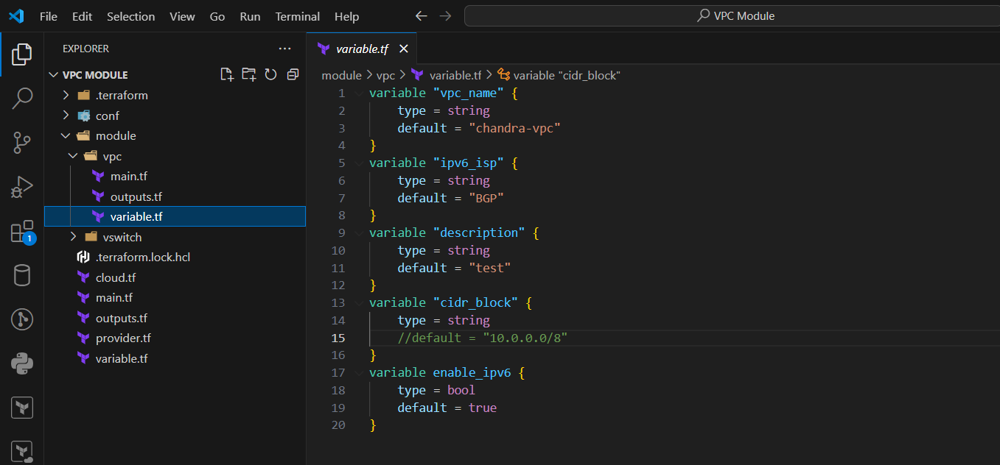 File Edit Selection View Go Run Terminal Help
VPC Module
EXPLORER
VPC MODULE
.terraform
conf
module
vpc
main.tf
outputs.tf
variable.tf
vswitch
.terraform.lock.hcl
cloud.tf
main.tf
outputs.tf
provider.tf
variable.tf
1
variable.tf
module > vpc > variable.tf > variable "cidr_block"
1 variable "vpc_name" {
2 type = string
3 default = "chandra-vpc"
4 }
5 variable "ipv6_isp" {
6 type = string
7 default = "BGP"
8 }
9 variable "description" {
10 type = string
11 default = "test"
12 }
13 variable "cidr_block" {
14 type = string
15 //default = "10.0.0.0/8"
16 }
17 variable enable_ipv6 {
18 type = bool
19 default = true
20 }